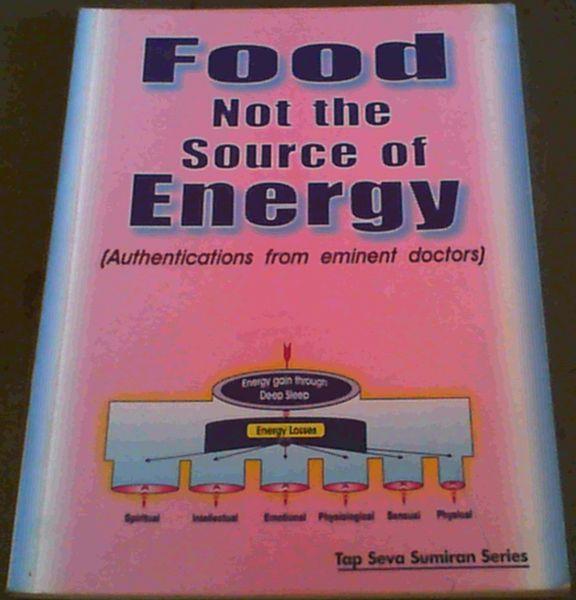 Food
Not the
Source of
Energy
(Authentications from eminent doctors)
Energy gain through
Deep Sleep
Energy Losses
Spiritual Intellectual Emotional Physiological Sensual Physical
Tap Seva Sumiran Series